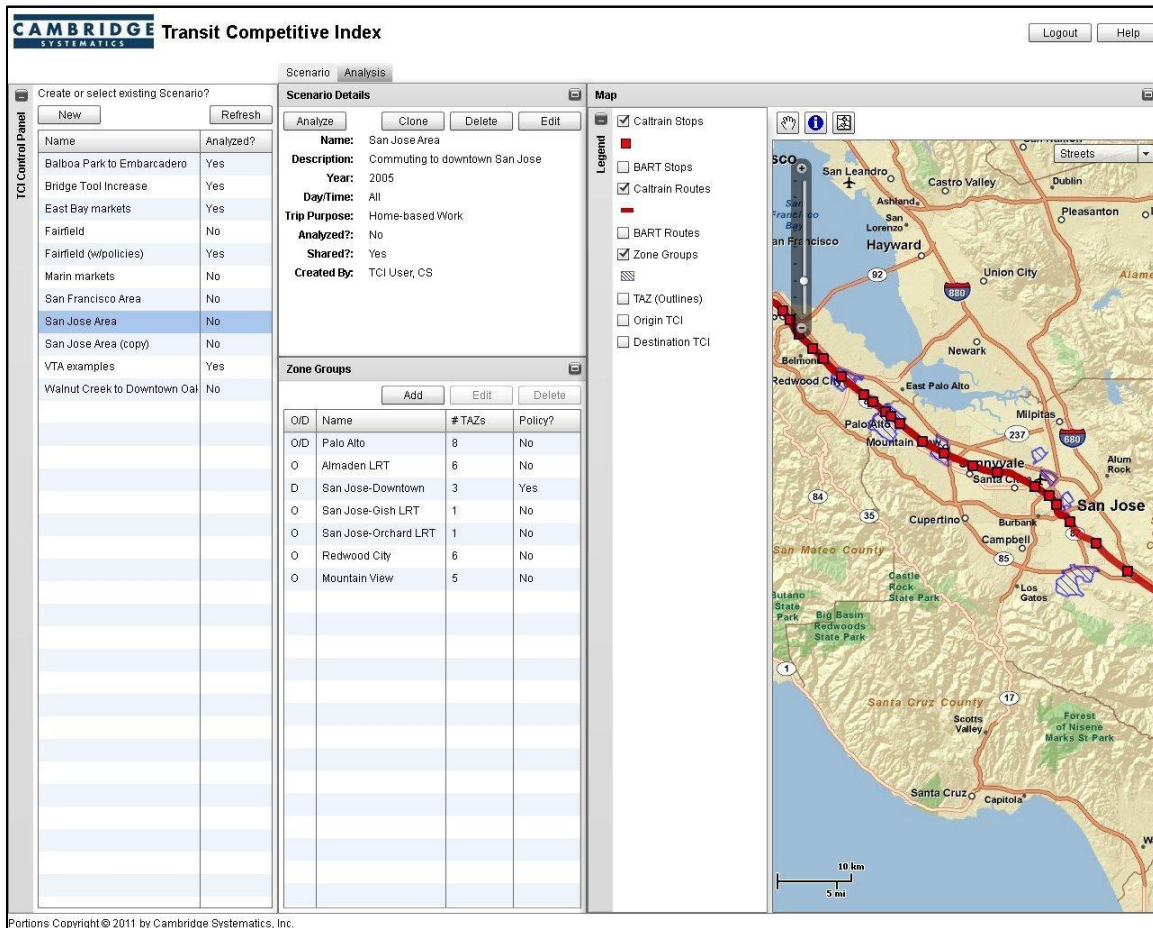 CAMBRIDGE
SYSTEMATICS
Transit Competitive Index
Logout
Help
Scenario
Analysis
TCI Control Panel
Create or select existing Scenario?
New
Refresh
Name
Analyzed?
Balboa Park to Embarcadero Yes
Bridge Tool Increase Yes
East Bay markets Yes
Fairfield No
Fairfield (w/policies) Yes
Marin markets No
San Francisco Area No
San Jose Area No
San Jose Area (copy) No
VTA examples Yes
Walnut Creek to Downtown Oak No
Scenario Details
Analyze
Clone
Delete
Edit
Name: San Jose Area
Description: Commuting to downtown San Jose
Year: 2005
Day/Time: All
Trip Purpose: Home-based Work
Analyzed?: No
Shared?: Yes
Created By: TCI User, CS
Zone Groups
Add
Edit
Delete
O/D Name # TAZs Policy?
O/D Palo Alto 8 No
O Almaden LRT 6 No
D San Jose-Downtown 3 Yes
O San Jose-Gish LRT 1 No
O San Jose-Orchard LRT 1 No
O Redwood City 6 No
O Mountain View 5 No
Map
Legend
Caltrain Stops
BART Stops
Caltrain Routes
BART Routes
Zone Groups
TAZ (Outlines)
Origin TCI
Destination TCI
Streets
San Leandro
Castro Valley
Dublin
Ashland
San
Lorenzo
Pleasanton
San
Francisco
Bay
Hayward
92
Union City
880
Newark
Redwood City
East Palo Alto
Milpitas
Palo Alto
Mountain
237
680
Alum
Rock
84
35
Cupertino
Burbank
San Jose
Campbell
85
San Mateo County
Castle
Rock
State Park
Los
Gatos
Butano
State
Park
Big Basin
Redwoods
State Park
1
Santa Cruz County
17
Scotts
Valley
Forest
of Nisene
Marks St Park
Santa Cruz
Capitola
10 km
5 mi
Portions Copyright © 2011 by Cambridge Systematics, Inc.